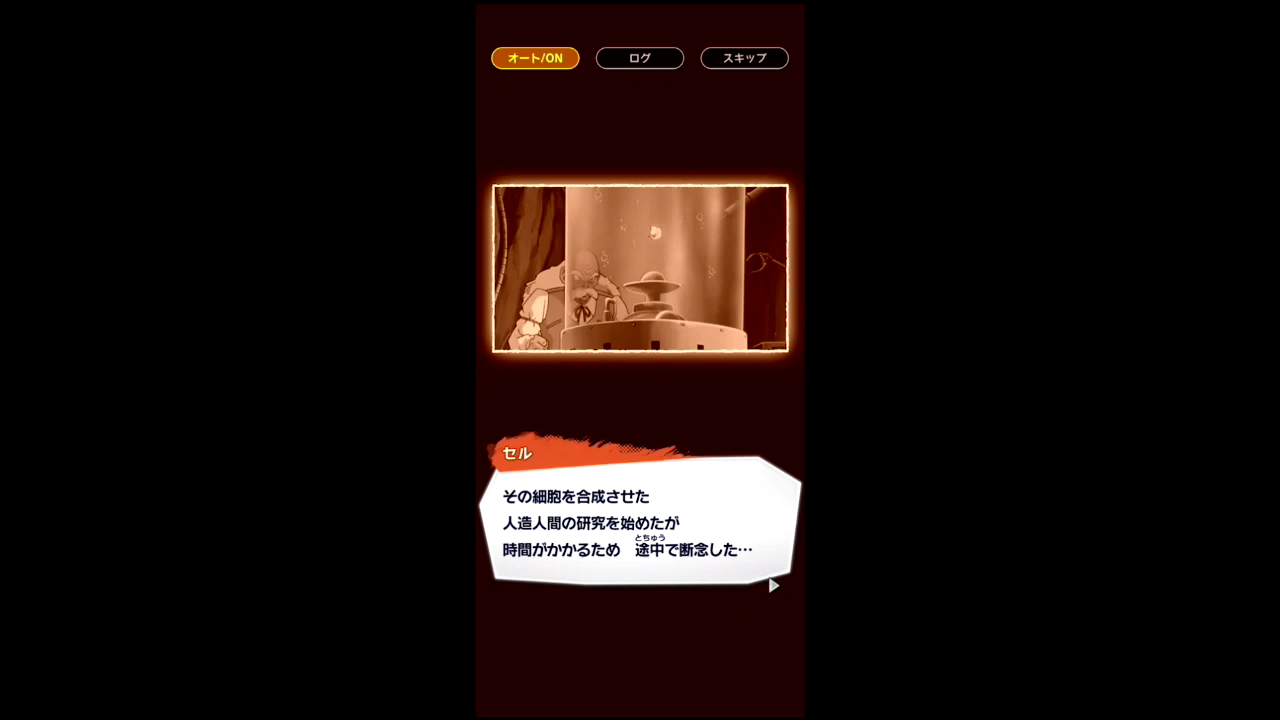 オート/ON
ログ
スキップ
セル
その細胞を合成させた
人造人間の研究を始めたが
とちゅう
時間がかかるため　途中で断念した…